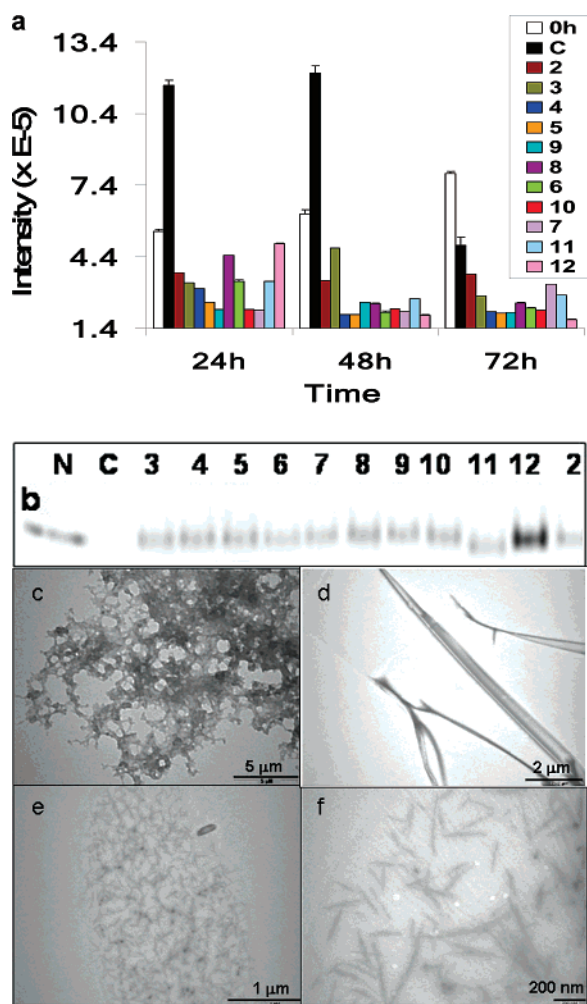 a
Intensity (x E-5)
13.4
10.4
7.4
4.4
1.4
24h 48h 72h
Time
0h
C
2
3
4
5
9
8
6
10
7
11
12
b
N C 3 4 5 6 7 8 9 10 11 12 2
c
5 μm
d
2 μm
e
1 μm
f
200 nm